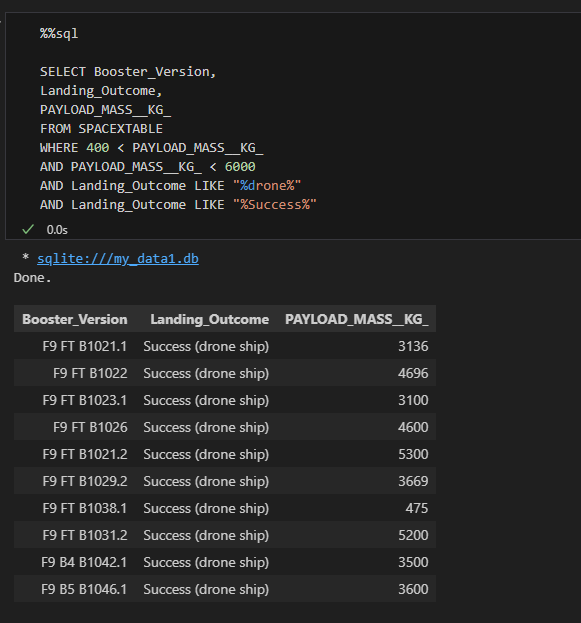 %%sql
SELECT Booster_Version,
Landing_Outcome,
PAYLOAD_MASS__KG_
FROM SPACEXTABLE
WHERE 400 < PAYLOAD_MASS__KG_
AND PAYLOAD_MASS__KG_ < 6000
AND Landing_Outcome LIKE "%drone%"
AND Landing_Outcome LIKE "%Success%"
0.0s
* sqlite:///my_data1.db
Done.
Booster_Version Landing_Outcome PAYLOAD_MASS__KG_
F9 FT B1021.1 Success (drone ship) 3136
F9 FT B1022 Success (drone ship) 4696
F9 FT B1023.1 Success (drone ship) 3100
F9 FT B1026 Success (drone ship) 4600
F9 FT B1021.2 Success (drone ship) 5300
F9 FT B1029.2 Success (drone ship) 3669
F9 FT B1038.1 Success (drone ship) 475
F9 FT B1031.2 Success (drone ship) 5200
F9 B4 B1042.1 Success (drone ship) 3500
F9 B5 B1046.1 Success (drone ship) 3600